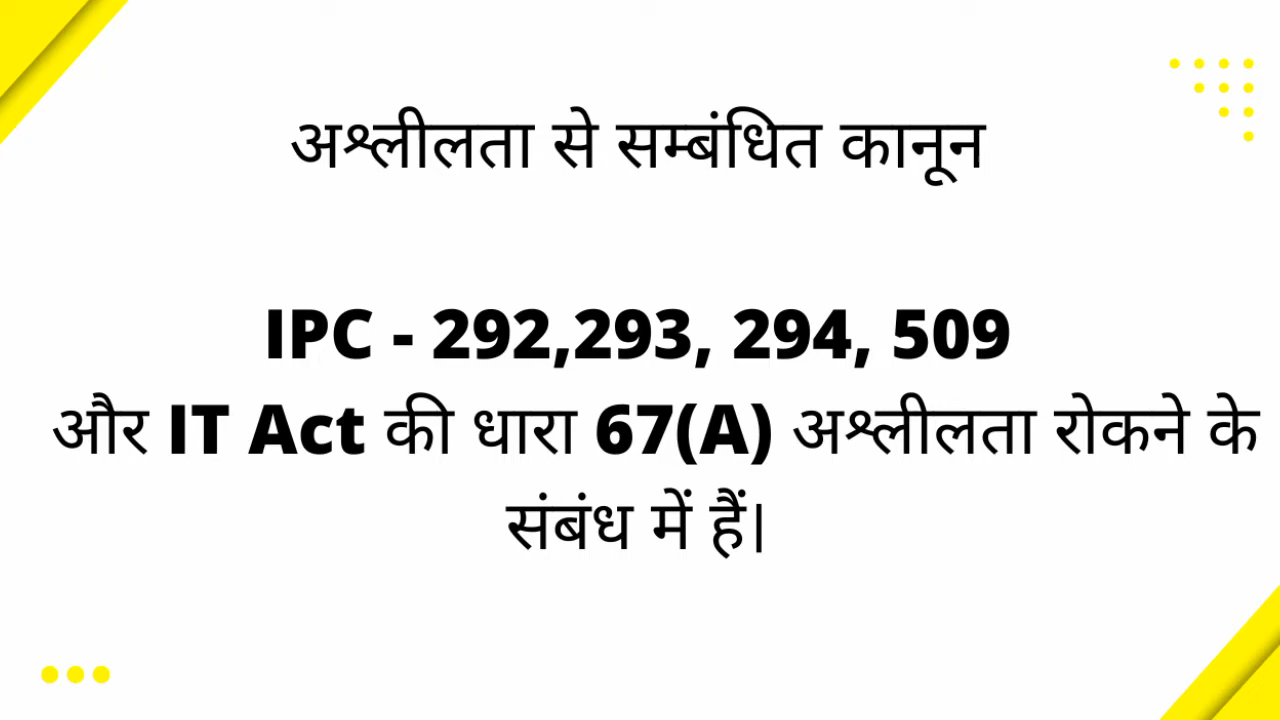 अश्लीलता से सम्बंधित कानून
IPC - 292,293, 294, 509
और IT Act की धारा 67(A) अश्लीलता रोकने के
संबंध में हैं।